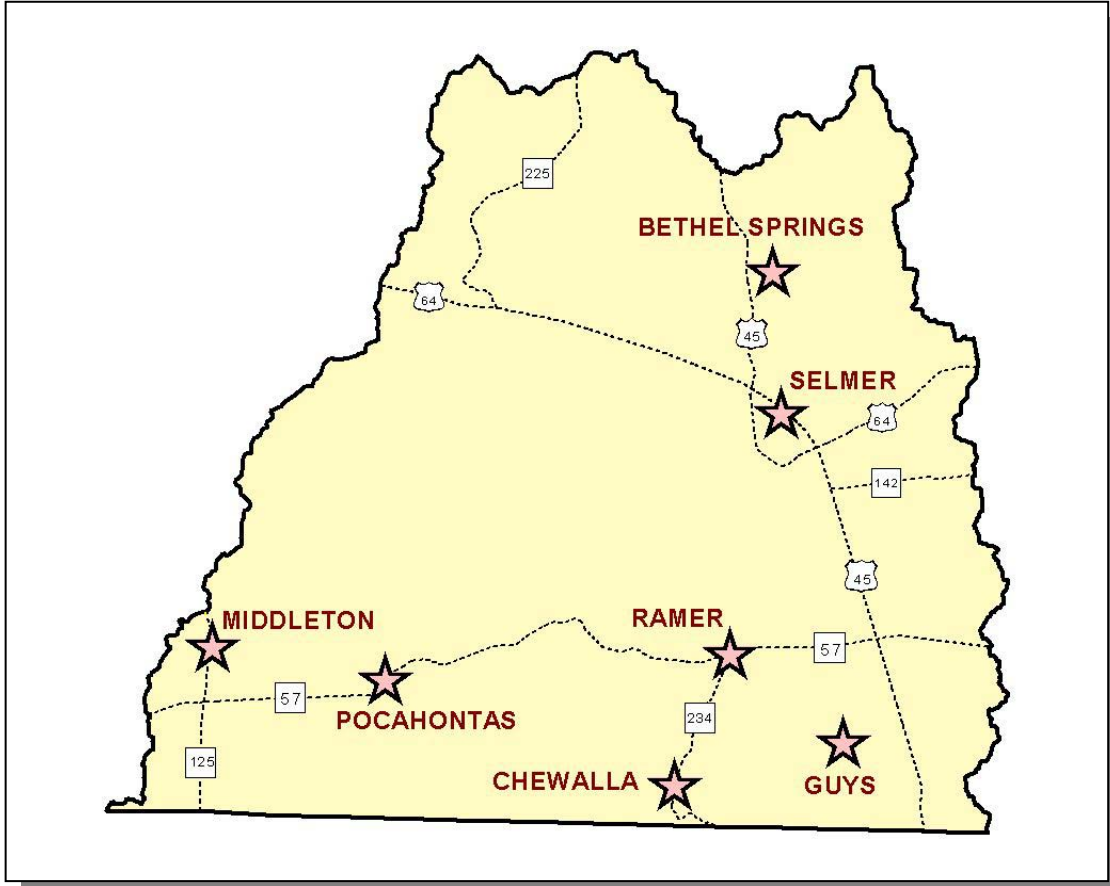 225
BETHEL SPRINGS
64
45
SELMER
64
142
45
MIDDLETON
RAMER
57
57
POCAHONTAS
234
125
CHEWALLA
GUYS